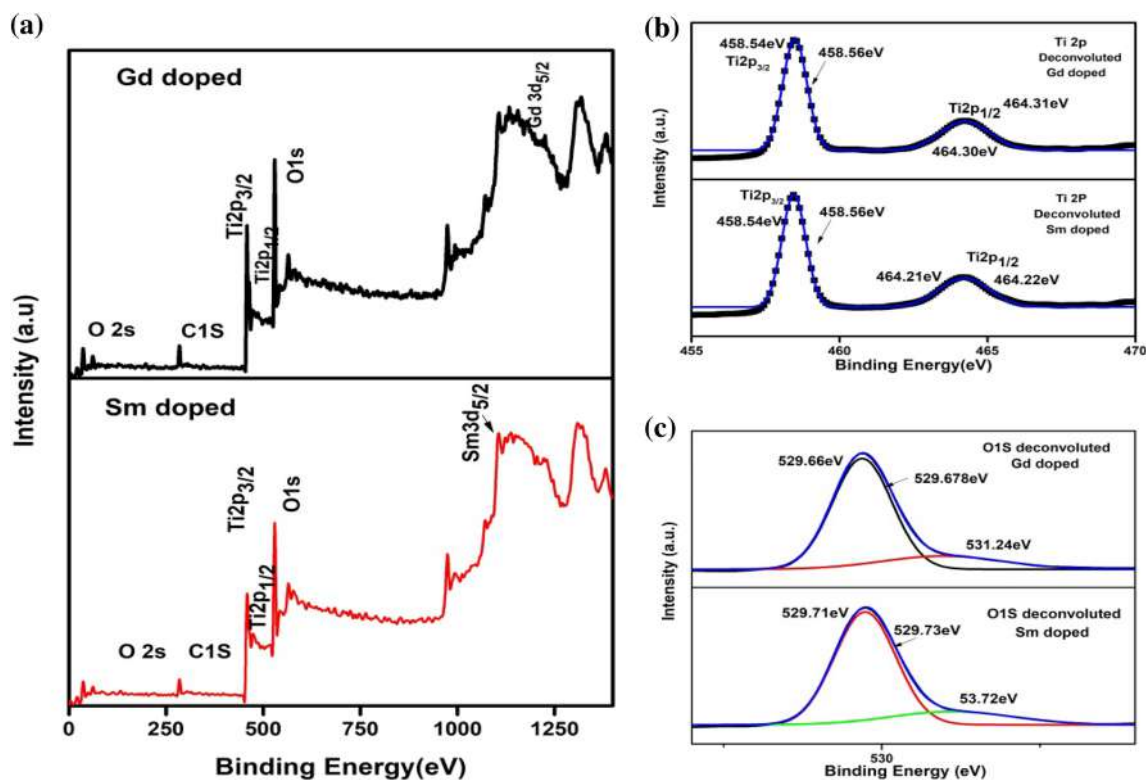 (a)
Gd doped
Gd 3d5/2
O1s
Ti2p3/2
Ti2p1/2
O 2s
C1S
Sm doped
Sm3d5/2
Ti2p3/2
O1s
Ti2p1/2
O 2s
C1S
Intensity (a.u)
0 250 500 750 1000 1250
Binding Energy(eV)
(b)
458.54eV
Ti2p3/2
458.56eV
Ti 2p
Deconvoluted
Gd doped
Ti2p1/2
464.31eV
464.30eV
Ti2p3/2
458.54eV
458.56eV
Ti 2P
Deconvoluted
Sm doped
Ti2p1/2
464.21eV
464.22eV
Intensity (a.u.)
455 460 465 470
Binding Energy(eV)
(c)
529.66eV
529.678eV
O1S deconvoluted
Gd doped
531.24eV
529.71eV
529.73eV
O1S deconvoluted
Sm doped
53.72eV
Intensity (a.u.)
530
Binding Energy (eV)